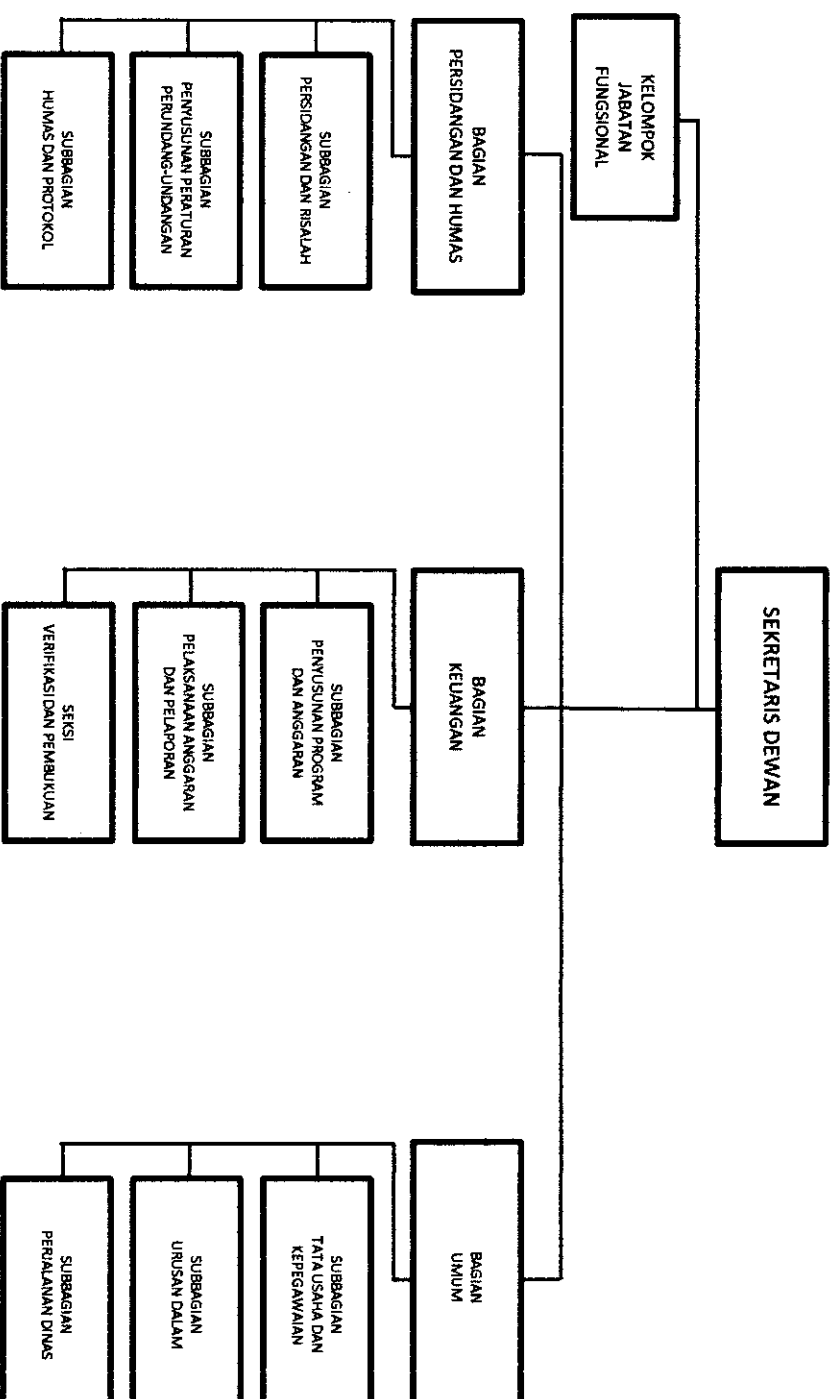 SEKRETARIS DEWAN
KELOMPOK
JABATAN
FUNGSIONAL
BAGIAN
PERSIDANGAN DAN HUMAS
SUBBAGIAN
PERSIDANGAN DAN RISALAH
SUBBAGIAN
PENYUSUNAN PERATURAN
PERUNDANG-UNDANGAN
SUBBAGIAN
HUMAS DAN PROTOKOL
BAGIAN
KEUANGAN
SUBBAGIAN
PENYUSUNAN PROGRAM
DAN ANGGARAN
SUBBAGIAN
PELAKSANAAN ANGGARAN
DAN PELAPORAN
SEKSI
VERIFIKASI DAN PEMBUKUAN
BAGIAN
UMUM
SUBBAGIAN
TATA USAHA DAN
KEPEGAWAIAN
SUBBAGIAN
URUSAN DALAM
SUBBAGIAN
PERJALANAN DINAS